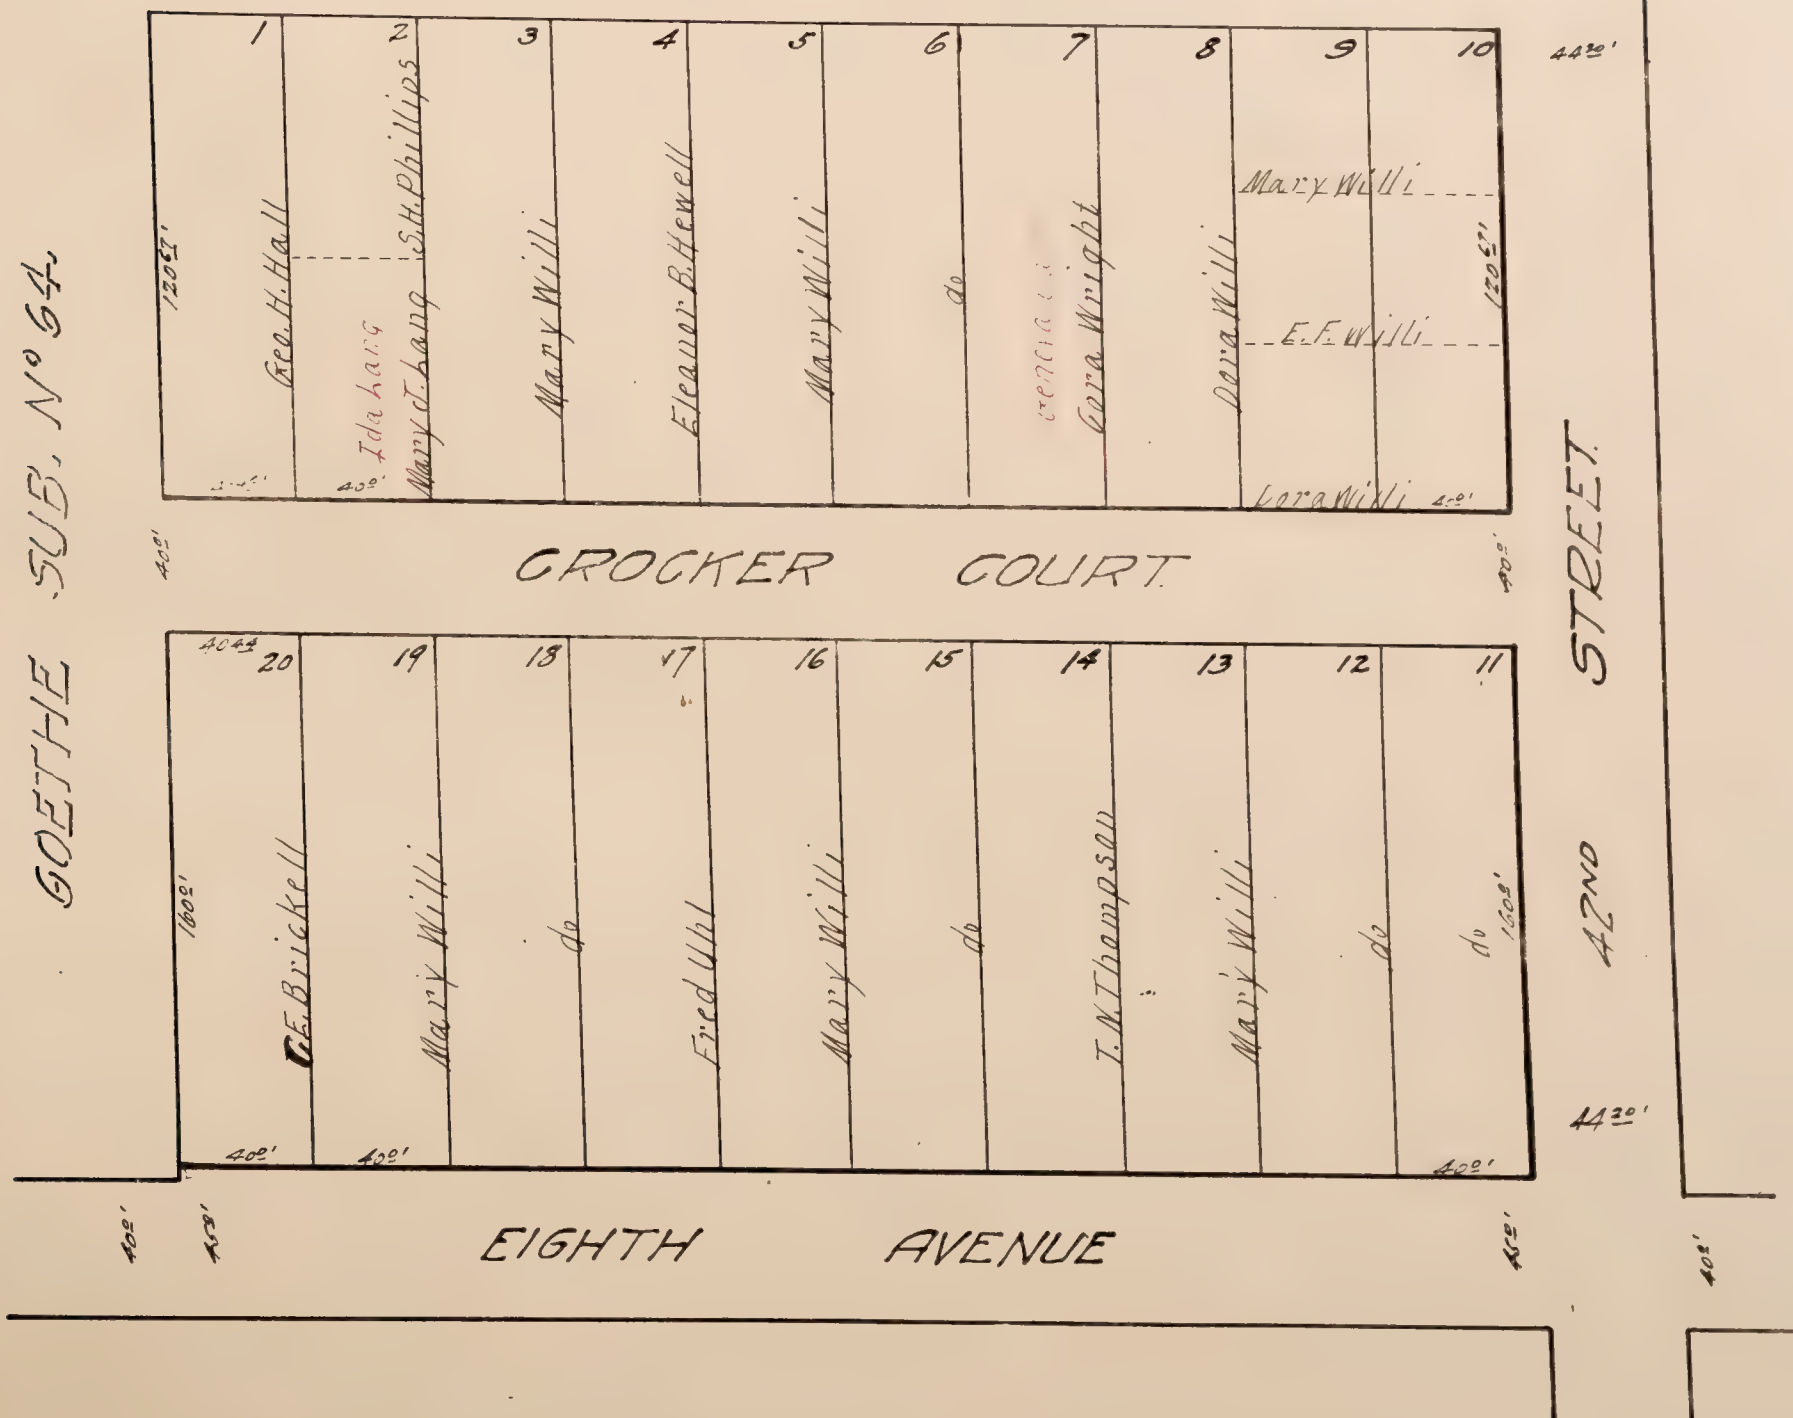 1
2
3
4
5
6
7
8
9
10
44 20'
Geo. H. Hall
S.H. Phillips
Ida Lang
Mary J. Lang
Mary Willi
Eleanor B. Hewell
Mary Willi
do
Cora Wright
Dora Willi
Mary Willi
E.F. Willi
Dora Willi
120 67'
120 67'
40 0'
40 0'
GOETHE SUB. No 64.
40 0'
CROCKER COURT.
40 0'
42ND STREET.
40 44
20
19
18
17
16
15
14
13
12
11
160 0'
C.E. Brickell
Mary Willi
do
Fred Uhl
Mary Willi
do
T.N. Thompson
Mary Willi
do
do
160 0'
40 0'
40 0'
40 0'
44 20'
40 0'
45 0'
EIGHTH AVENUE
45 0'
40 0'